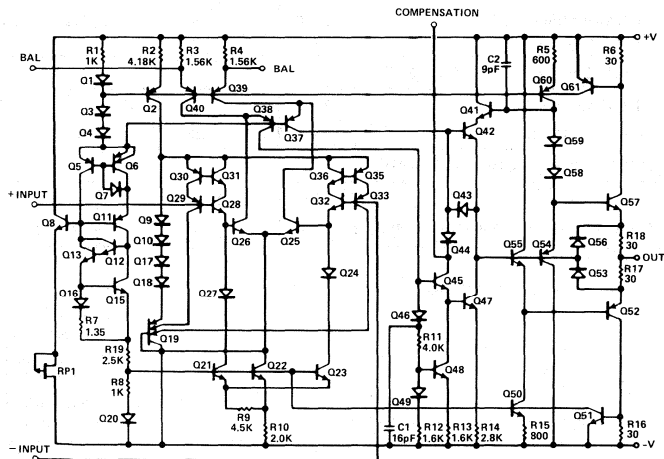 COMPENSATION
+V
R1
1K
R2
4.18K
R3
1.56K
R4
1.56K
C2
9pF
R5
600
R6
30
BAL
BAL
Q1
Q39
Q60
Q61
Q3
Q2
Q40
Q38
Q41
Q4
Q37
Q42
Q59
Q5
Q6
Q30
Q31
Q36
Q35
Q58
Q7
Q29
Q32
Q33
Q43
Q57
+INPUT
Q28
Q8
Q11
Q9
Q44
R18
30
Q10
Q26
Q25
Q55
Q54
Q56
OUT
Q13
Q12
Q17
Q24
Q45
Q53
R17
30
Q16
Q15
Q18
Q27
Q46
Q47
Q52
R7
1.35
Q19
R11
4.0K
R19
2.5K
Q21
Q22
Q23
Q48
RP1
R8
1K
Q49
Q50
Q51
R9
4.5K
Q20
R10
2.0K
C1
16pF
R12
1.6K
R13
1.6K
R14
2.8K
R15
800
R16
30
-V
-INPUT